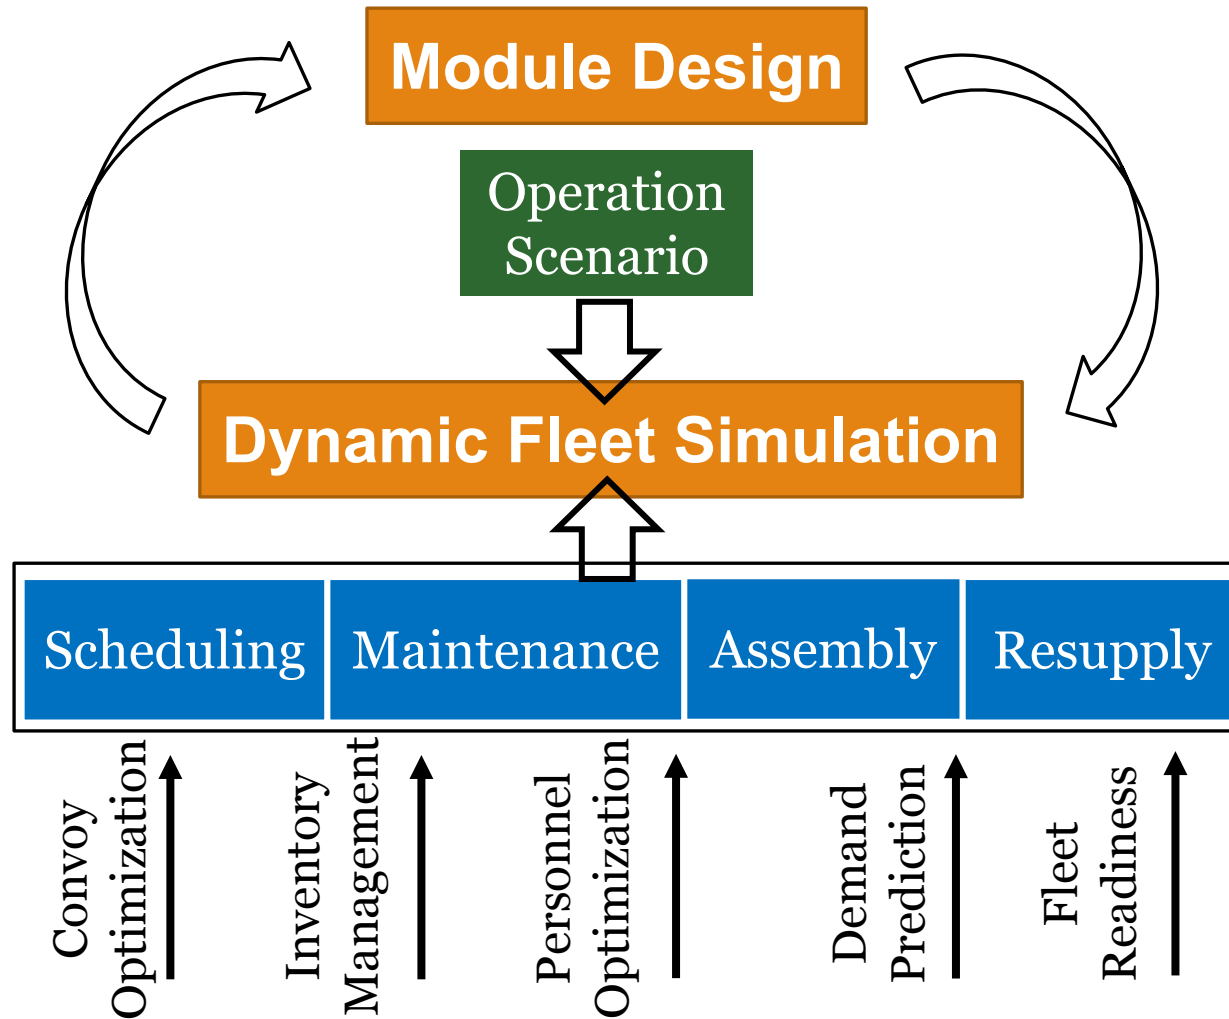 Module Design
Operation
Scenario
Dynamic Fleet Simulation
Scheduling
Maintenance
Assembly
Resupply
Convoy
Optimization
Inventory
Management
Personnel
Optimization
Demand
Prediction
Fleet
Readiness